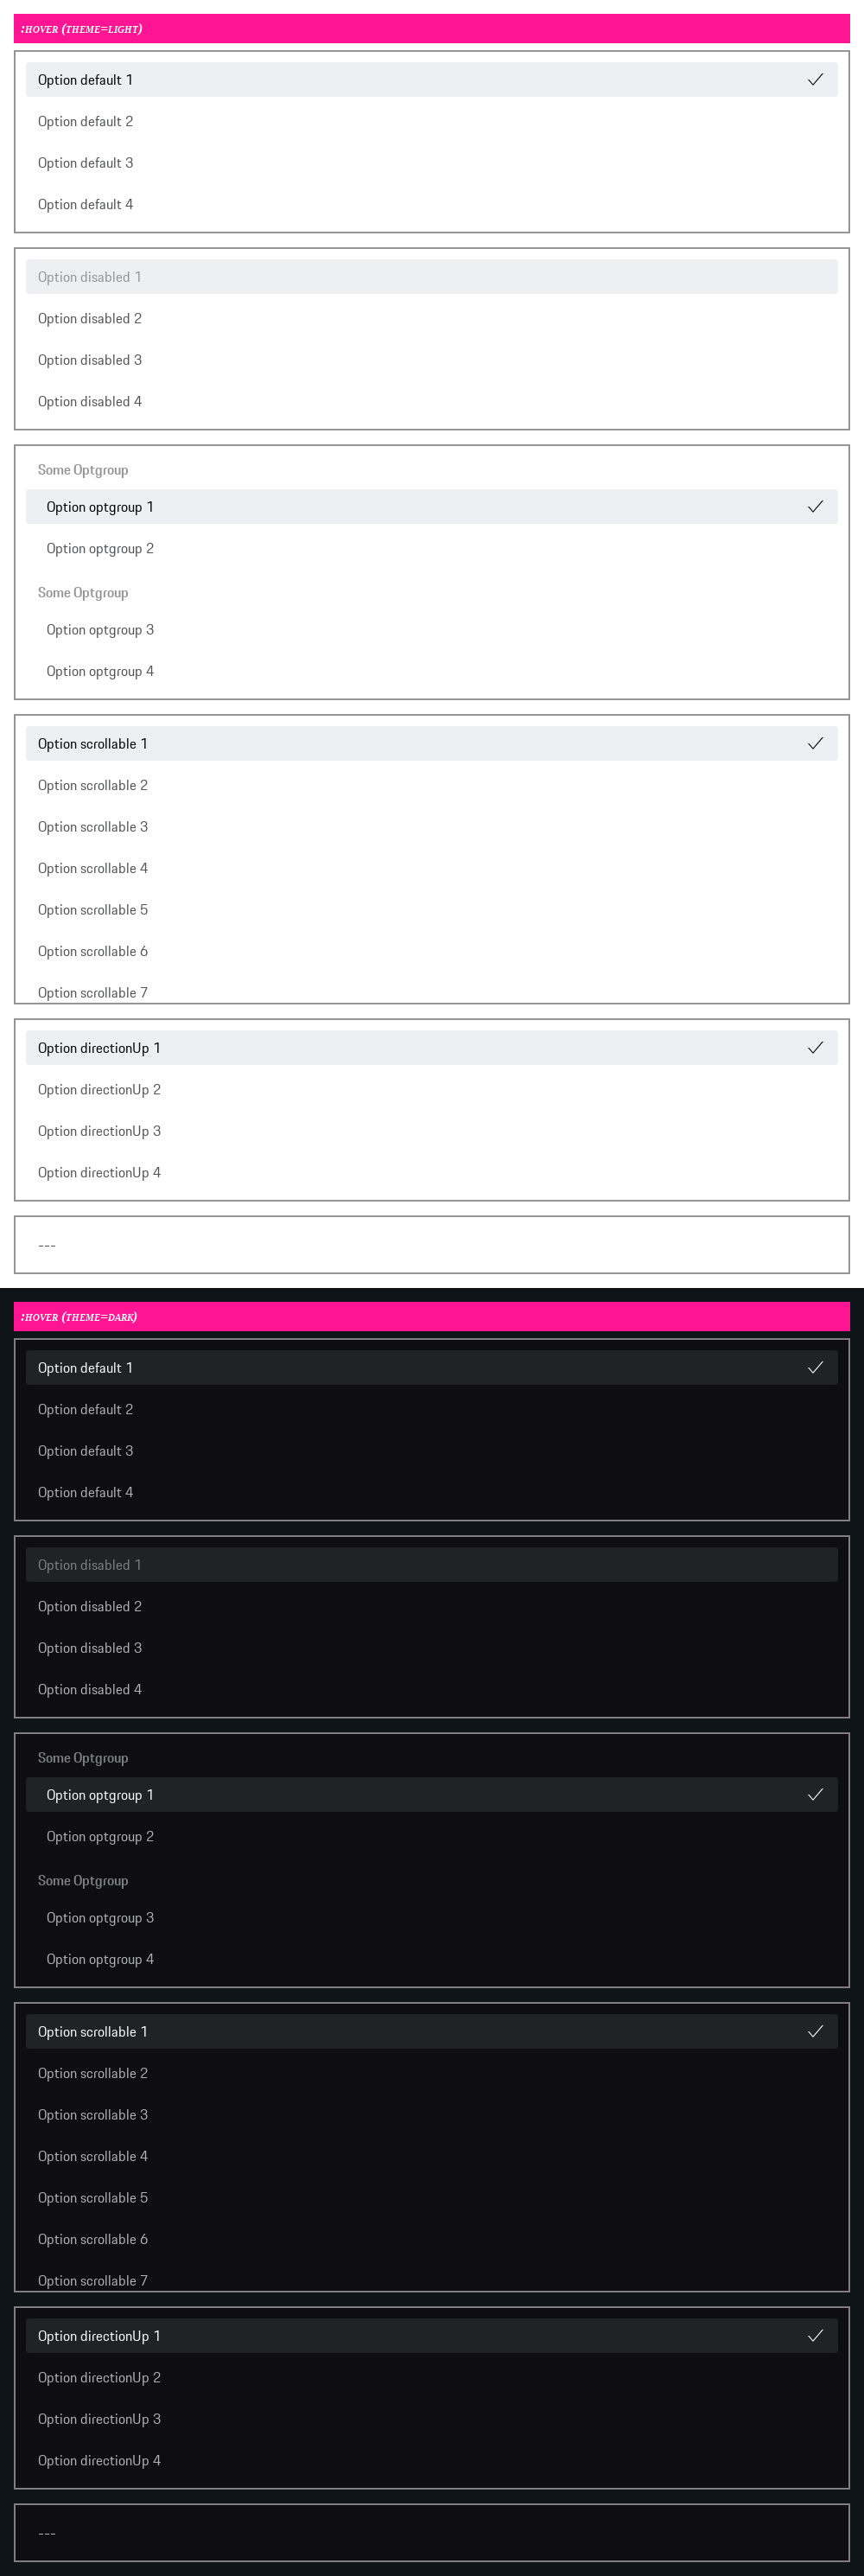 :HOVER (THEME=LIGHT)
Option default 1
Option default 2
Option default 3
Option default 4
Option disabled 1
Option disabled 2
Option disabled 3
Option disabled 4
Some Optgroup
Option optgroup 1
Option optgroup 2
Some Optgroup
Option optgroup 3
Option optgroup 4
Option scrollable 1
Option scrollable 2
Option scrollable 3
Option scrollable 4
Option scrollable 5
Option scrollable 6
Option scrollable 7
Option directionUp 1
Option directionUp 2
Option directionUp 3
Option directionUp 4
---
:HOVER (THEME=DARK)
Option default 1
Option default 2
Option default 3
Option default 4
Option disabled 1
Option disabled 2
Option disabled 3
Option disabled 4
Some Optgroup
Option optgroup 1
Option optgroup 2
Some Optgroup
Option optgroup 3
Option optgroup 4
Option scrollable 1
Option scrollable 2
Option scrollable 3
Option scrollable 4
Option scrollable 5
Option scrollable 6
Option scrollable 7
Option directionUp 1
Option directionUp 2
Option directionUp 3
Option directionUp 4
---